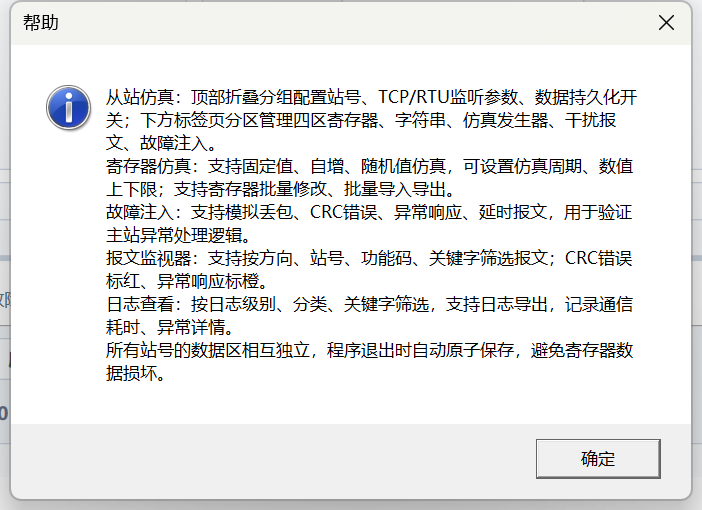 帮助
从站仿真：顶部折叠分组配置站号、TCP/RTU监听参数、数据持久化开
关；下方标签页分区管理四区寄存器、字符串、仿真发生器、干扰报
文、故障注入。
寄存器仿真：支持固定值、自增、随机值仿真，可设置仿真周期、数值
上下限；支持寄存器批量修改、批量导入导出。
故障注入：支持模拟丢包、CRC错误、异常响应、延时报文，用于验证
主站异常处理逻辑。
报文监视器：支持按方向、站号、功能码、关键字筛选报文；CRC错误
标红、异常响应标橙。
日志查看：按日志级别、分类、关键字筛选，支持日志导出，记录通信
耗时、异常详情。
所有站号的数据区相互独立，程序退出时自动原子保存，避免寄存器数
据损坏。
确定